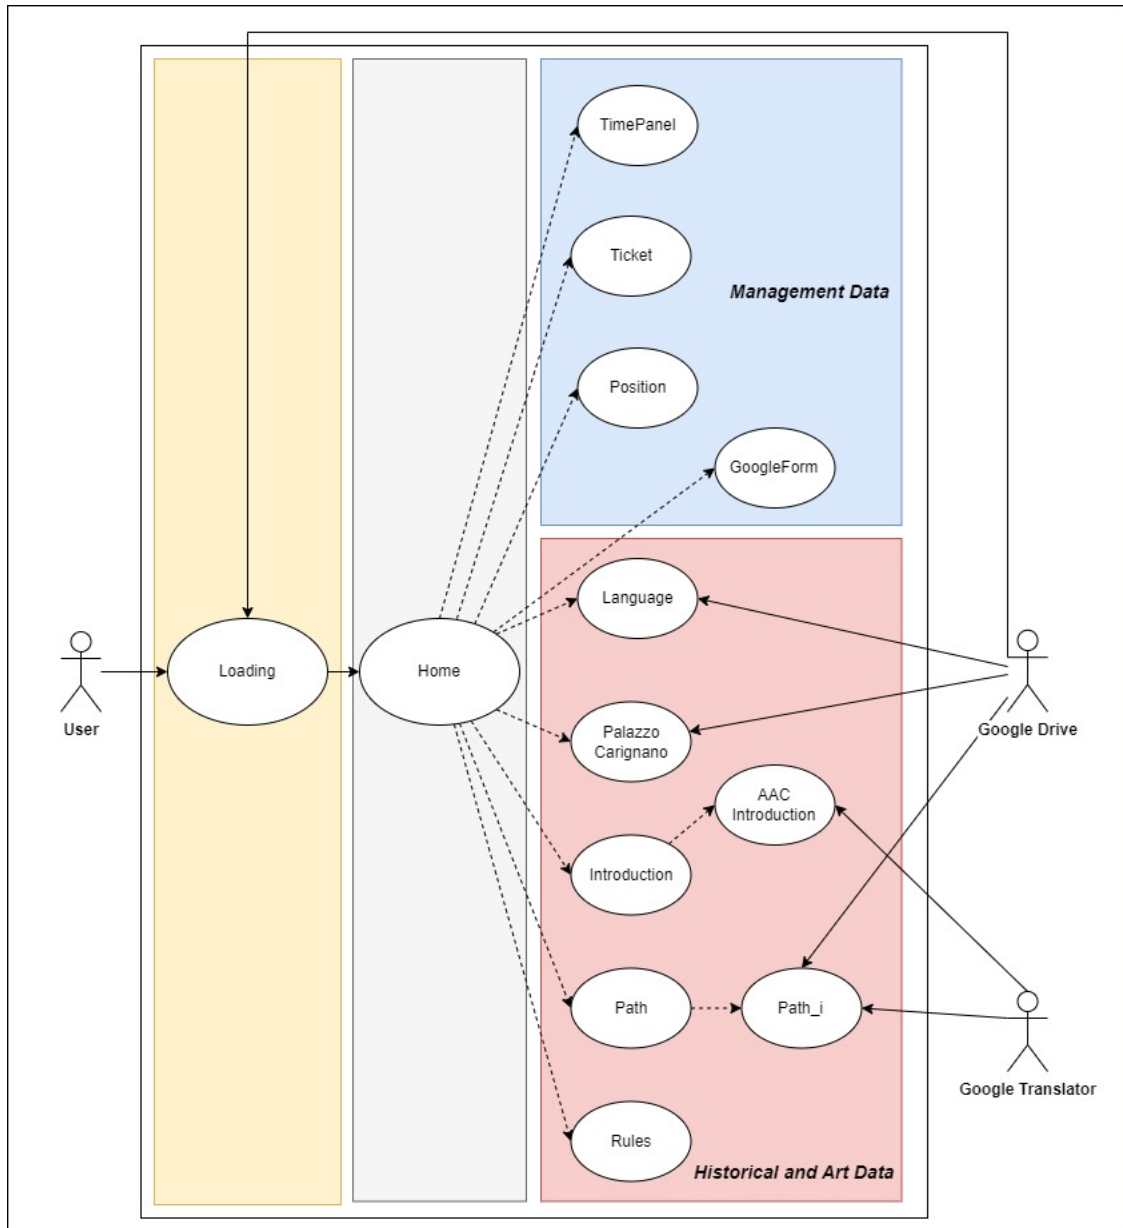 TimePanel
Ticket
Management Data
Position
GoogleForm
Language
User
Loading
Home
Google Drive
Palazzo
Carignano
AAC
Introduction
Introduction
Path
Path_i
Google Translator
Rules
Historical and Art Data